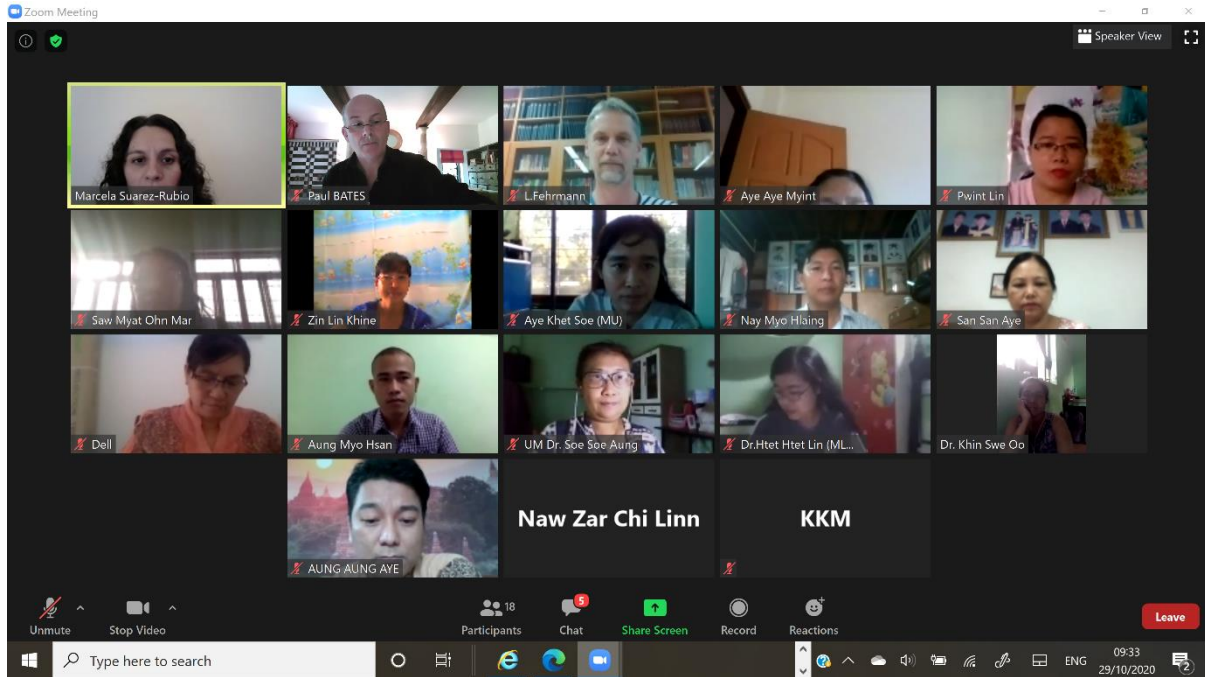 Zoom Meeting
Speaker View
Marcela Suarez-Rubio
Paul BATES
L.Fehrmann
Aye Aye Myint
Pwint Lin
Saw Myat Ohn Mar
Zin Lin Khine
Aye Khet Soe (MU)
Nay Myo Hlaing
San San Aye
Dell
Aung Myo Hsan
UM Dr. Soe Soe Aung
Dr.Htet Htet Lin (ML...
Dr. Khin Swe Oo
AUNG AUNG AYE
Naw Zar Chi Linn
KKM
Unmute
Stop Video
18
Participants
5
Chat
Share Screen
Record
Reactions
Leave
Type here to search
ENG
09:33
29/10/2020
2